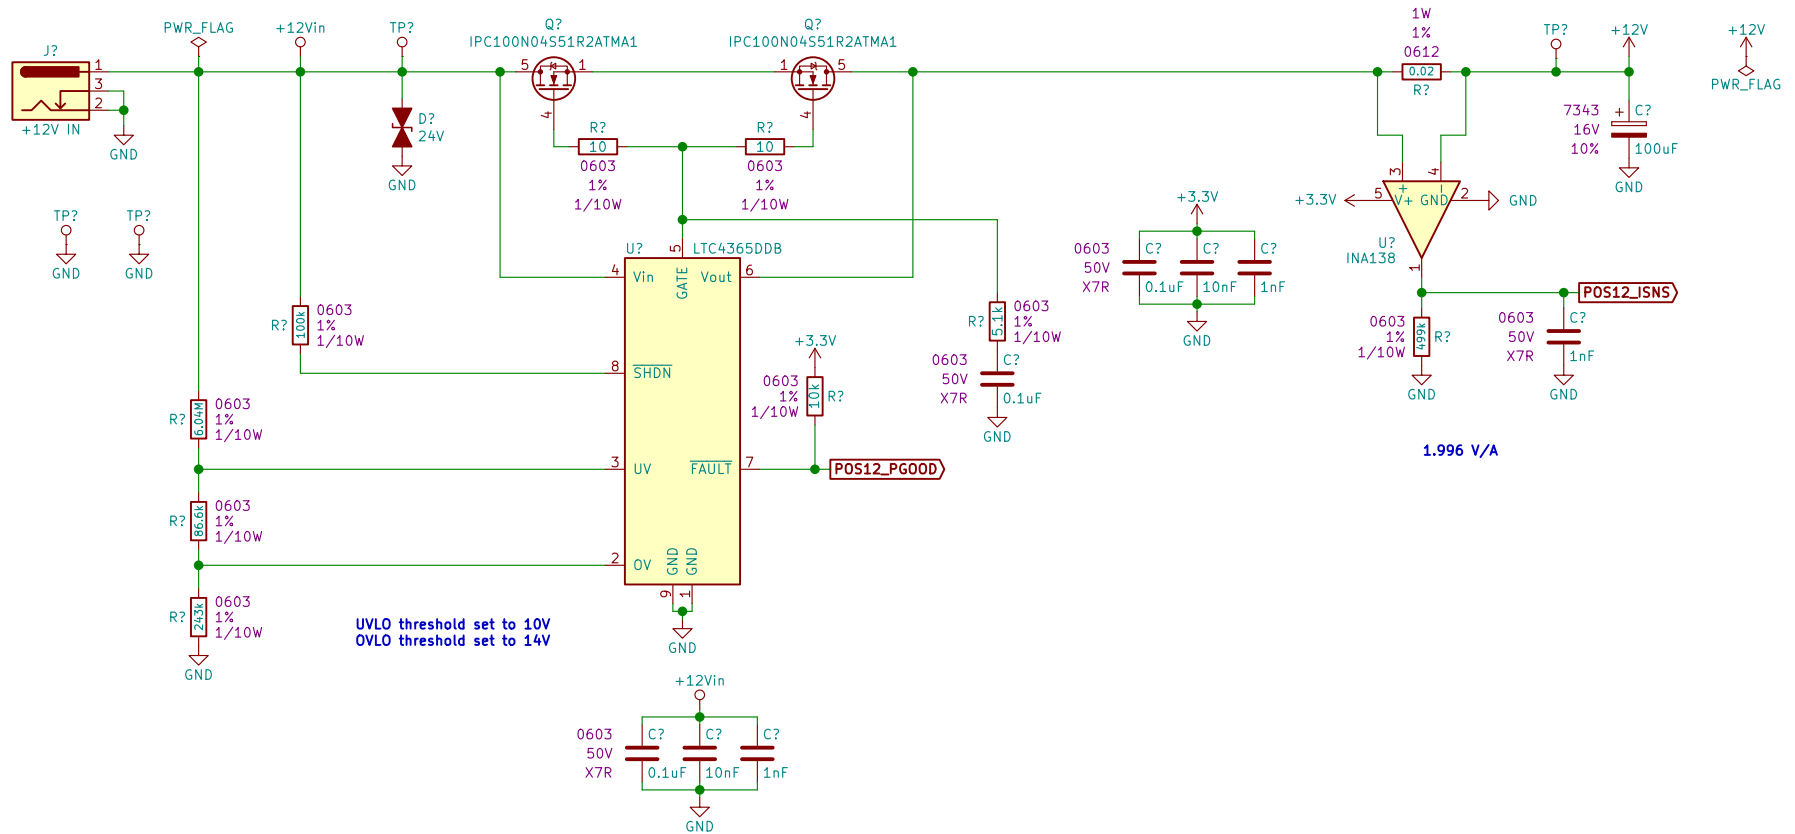 J?
1
3
2
+12V IN
GND
PWR_FLAG
+12Vin
TP?
D?
24V
GND
TP?
GND
TP?
GND
Q?
IPC100N04S51R2ATMA1
5
1
4
Q?
IPC100N04S51R2ATMA1
1
5
4
R?
10
0603
1%
1/10W
R?
10
0603
1%
1/10W
U?
LTC4365DDB
5
GATE
4
Vin
Vout
6
8
SHDN
3
UV
FAULT
7
2
OV
GND
GND
9
1
GND
R?
100k
0603
1%
1/10W
R?
6.04M
0603
1%
1/10W
R?
86.6k
0603
1%
1/10W
R?
243k
0603
1%
1/10W
GND
UVLO threshold set to 10V
OVLO threshold set to 14V
+3.3V
0603
1%
1/10W
10k
R?
POS12_PGOOD
R?
5.1k
0603
1%
1/10W
0603
50V
X7R
C?
0.1uF
GND
+12Vin
0603
50V
X7R
C?
0.1uF
C?
10nF
C?
1nF
GND
+3.3V
0603
50V
X7R
C?
0.1uF
C?
10nF
C?
1nF
GND
1W
1%
0612
0.02
R?
TP?
+12V
7343
16V
10%
+
C?
100uF
GND
+12V
PWR_FLAG
3
4
+
-
+3.3V
5
V+
GND
2
GND
U?
INA138
1
POS12_ISNS
0603
1%
1/10W
499k
R?
GND
0603
50V
X7R
C?
1nF
GND
1.996 V/A